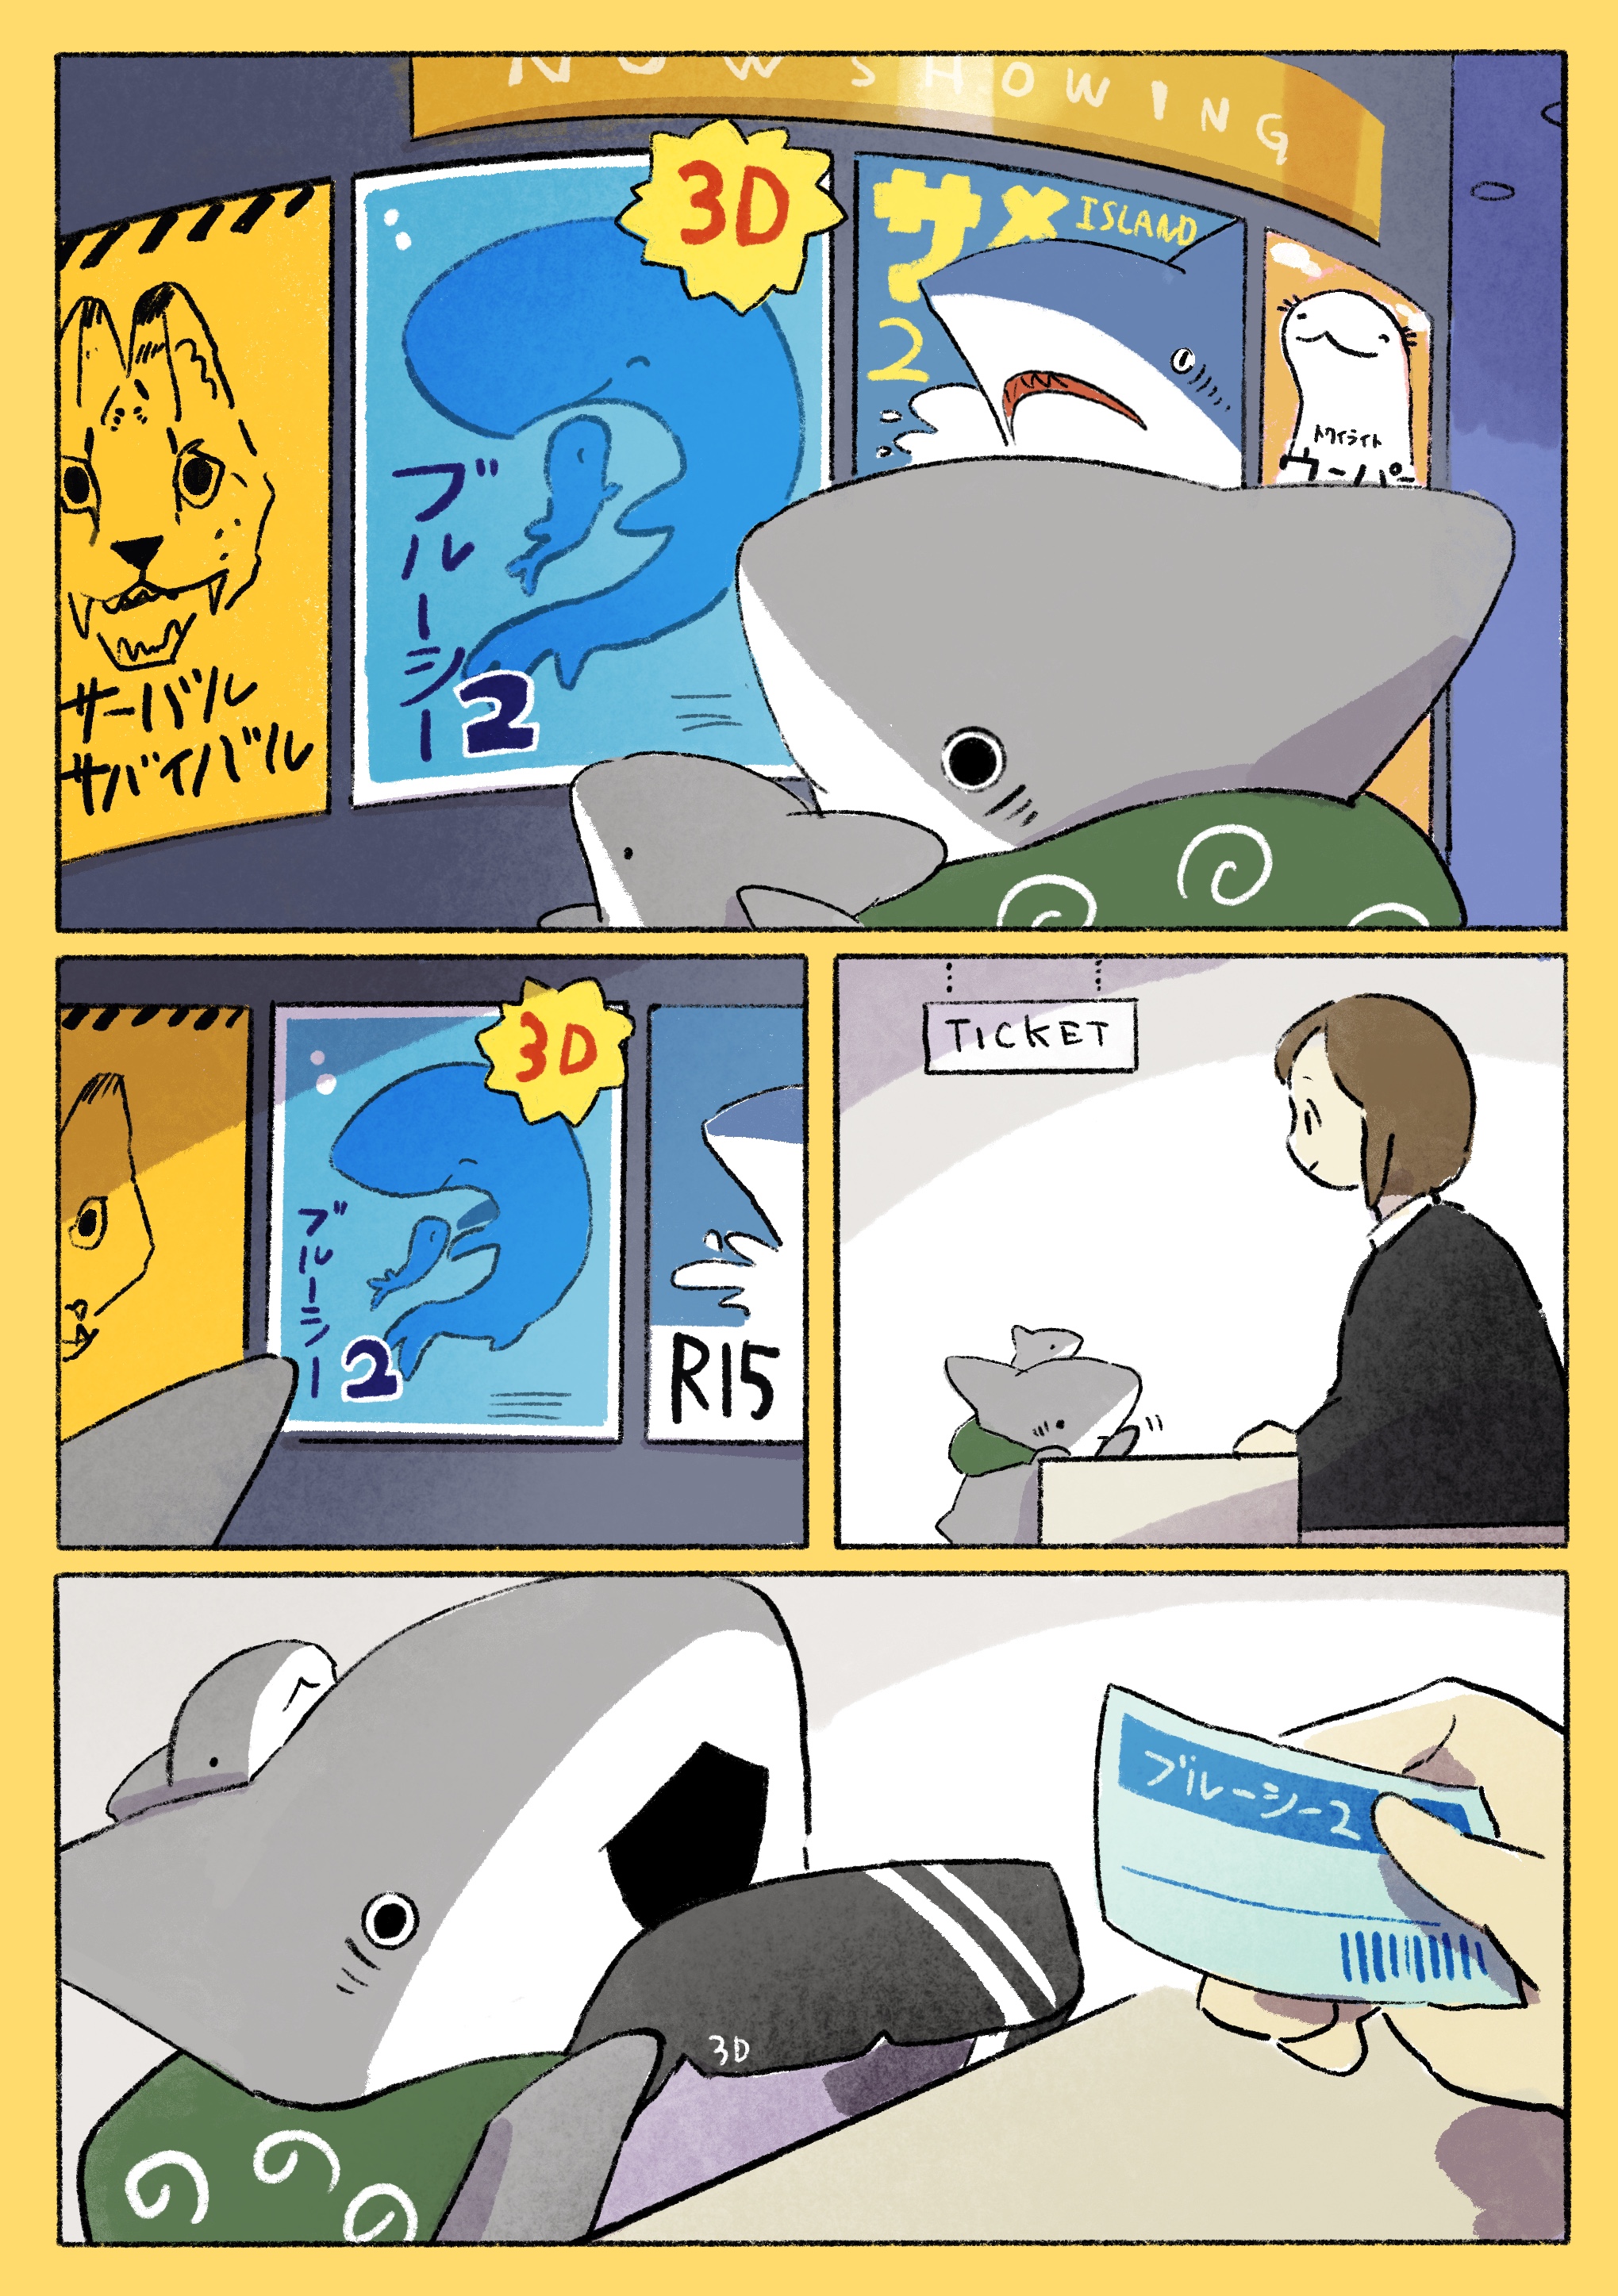 NOW SHOWING
3D
サーバル
サバイバル
ブルーシー2
サメ ISLAND
2
トワイライト
3D
ブルーシー2
R15
TICKET
3D
ブルーシー2